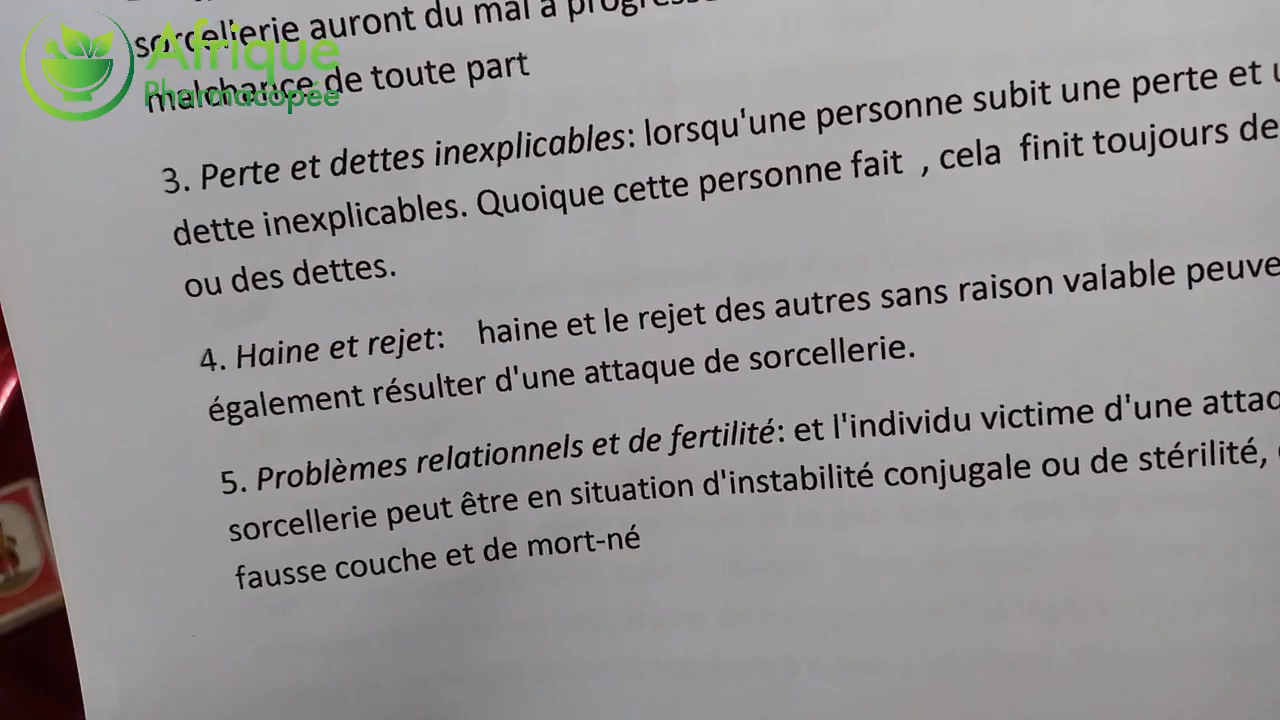 sorcellerie auront du mal à
malchance de toute part
Afrique
Pharmacopée
3. Perte et dettes inexplicables: lorsqu'une personne subit une perte et
dette inexplicables. Quoique cette personne fait , cela finit toujours de
ou des dettes.
4. Haine et rejet: haine et le rejet des autres sans raison valable peuve
également résulter d'une attaque de sorcellerie.
5. Problèmes relationnels et de fertilité: et l'individu victime d'une attaq
sorcellerie peut être en situation d'instabilité conjugale ou de stérilité,
fausse couche et de mort-né